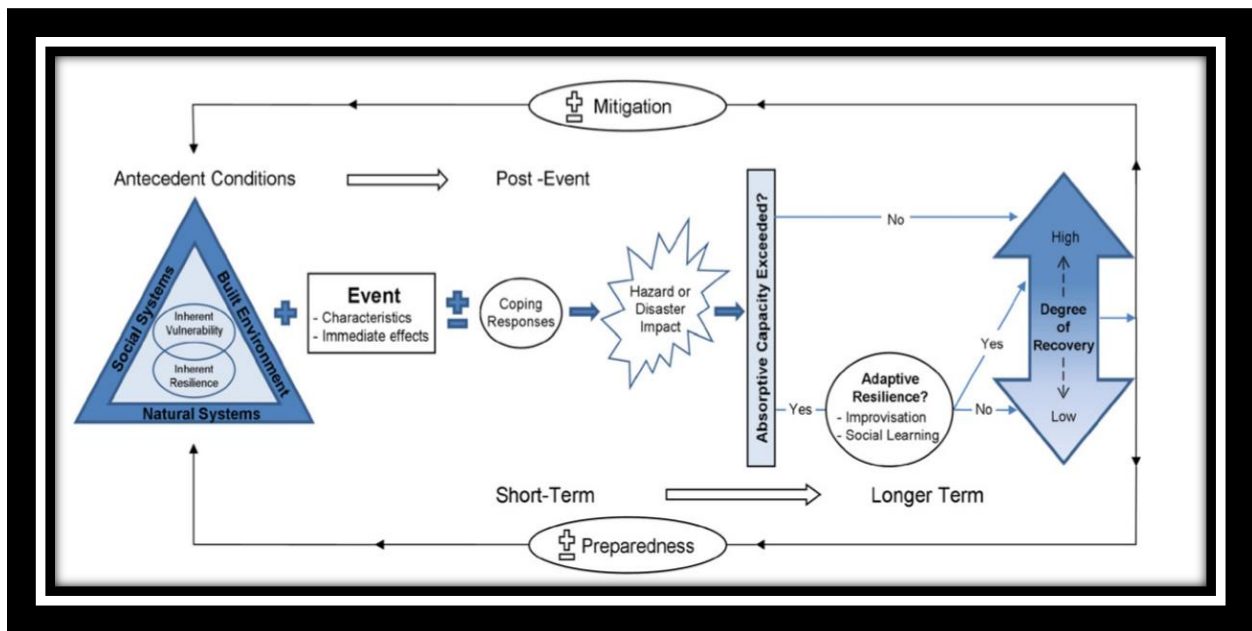 ± Mitigation
Antecedent Conditions
Post -Event
Social Systems
Built Environment
Natural Systems
Inherent
Vulnerability
Inherent
Resilience
+
Event
- Characteristics
- Immediate effects
±
Coping
Responses
Hazard or
Disaster
Impact
Absorptive Capacity Exceeded?
No
Yes
Adaptive
Resilience?
- Improvisation
- Social Learning
Yes
No
High
Degree
of
Recovery
Low
Short-Term
Longer Term
± Preparedness